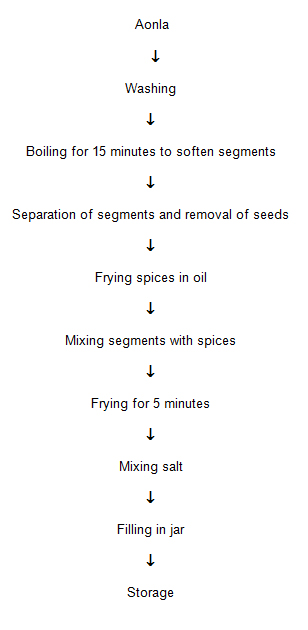 Aonla
↓
Washing
↓
Boiling for 15 minutes to soften segments
↓
Separation of segments and removal of seeds
↓
Frying spices in oil
↓
Mixing segments with spices
↓
Frying for 5 minutes
↓
Mixing salt
↓
Filling in jar
↓
Storage